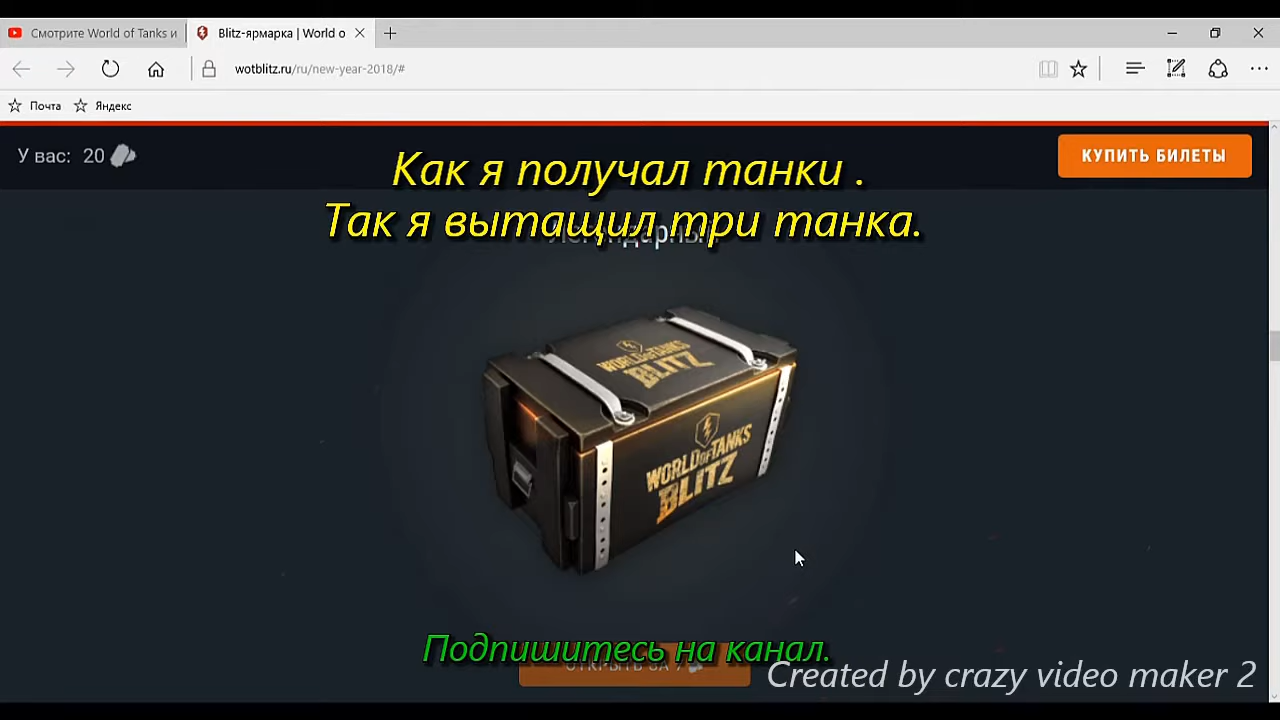 Смотрите World of Tanks и
Blitz-ярмарка | World o
wotblitz.ru/ru/new-year-2018/#
Почта
Яндекс
У вас: 20
КУПИТЬ БИЛЕТЫ
Как я получал танки .
Так я вытащил три танка.
WORLD OF TANKS
BLITZ
WORLD OF TANKS
BLITZ
Подпишитесь на канал.
Created by crazy video maker 2